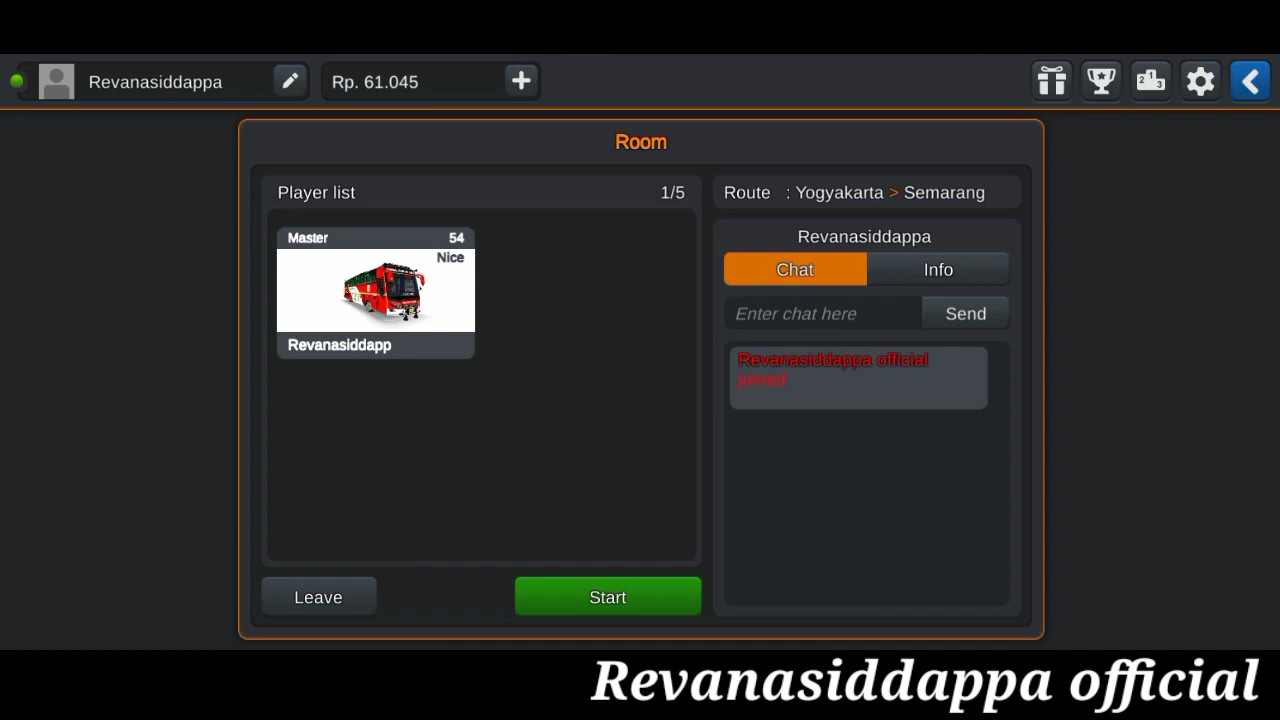 Revanasiddappa
Rp. 61.045
Room
Player list
1/5
Master
54
Nice
Revanasiddapp
Leave
Start
Route : Yogyakarta > Semarang
Revanasiddappa
Chat
Info
Enter chat here
Send
Revanasiddappa official
joined
Revanasiddappa official